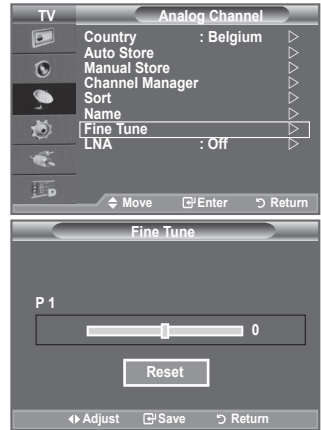 TV Analog Channel
Country : Belgium
Auto Store
Manual Store
Channel Manager
Sort
Name
Fine Tune
LNA : Off
Move Enter Return
Fine Tune
P 1
0
Reset
Adjust Save Return